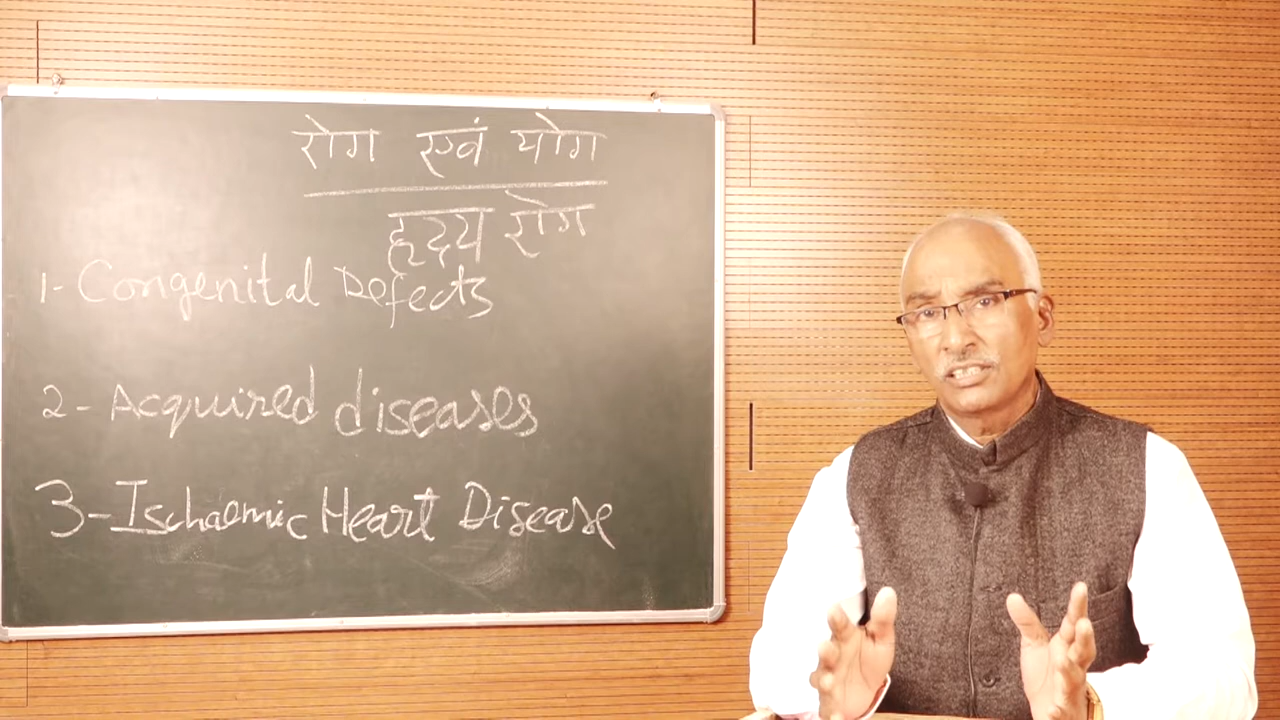 रोग एवं योग
हृदय रोग
1- Congenital Defects
2- Acquired diseases
3- Ischaemic Heart Disease